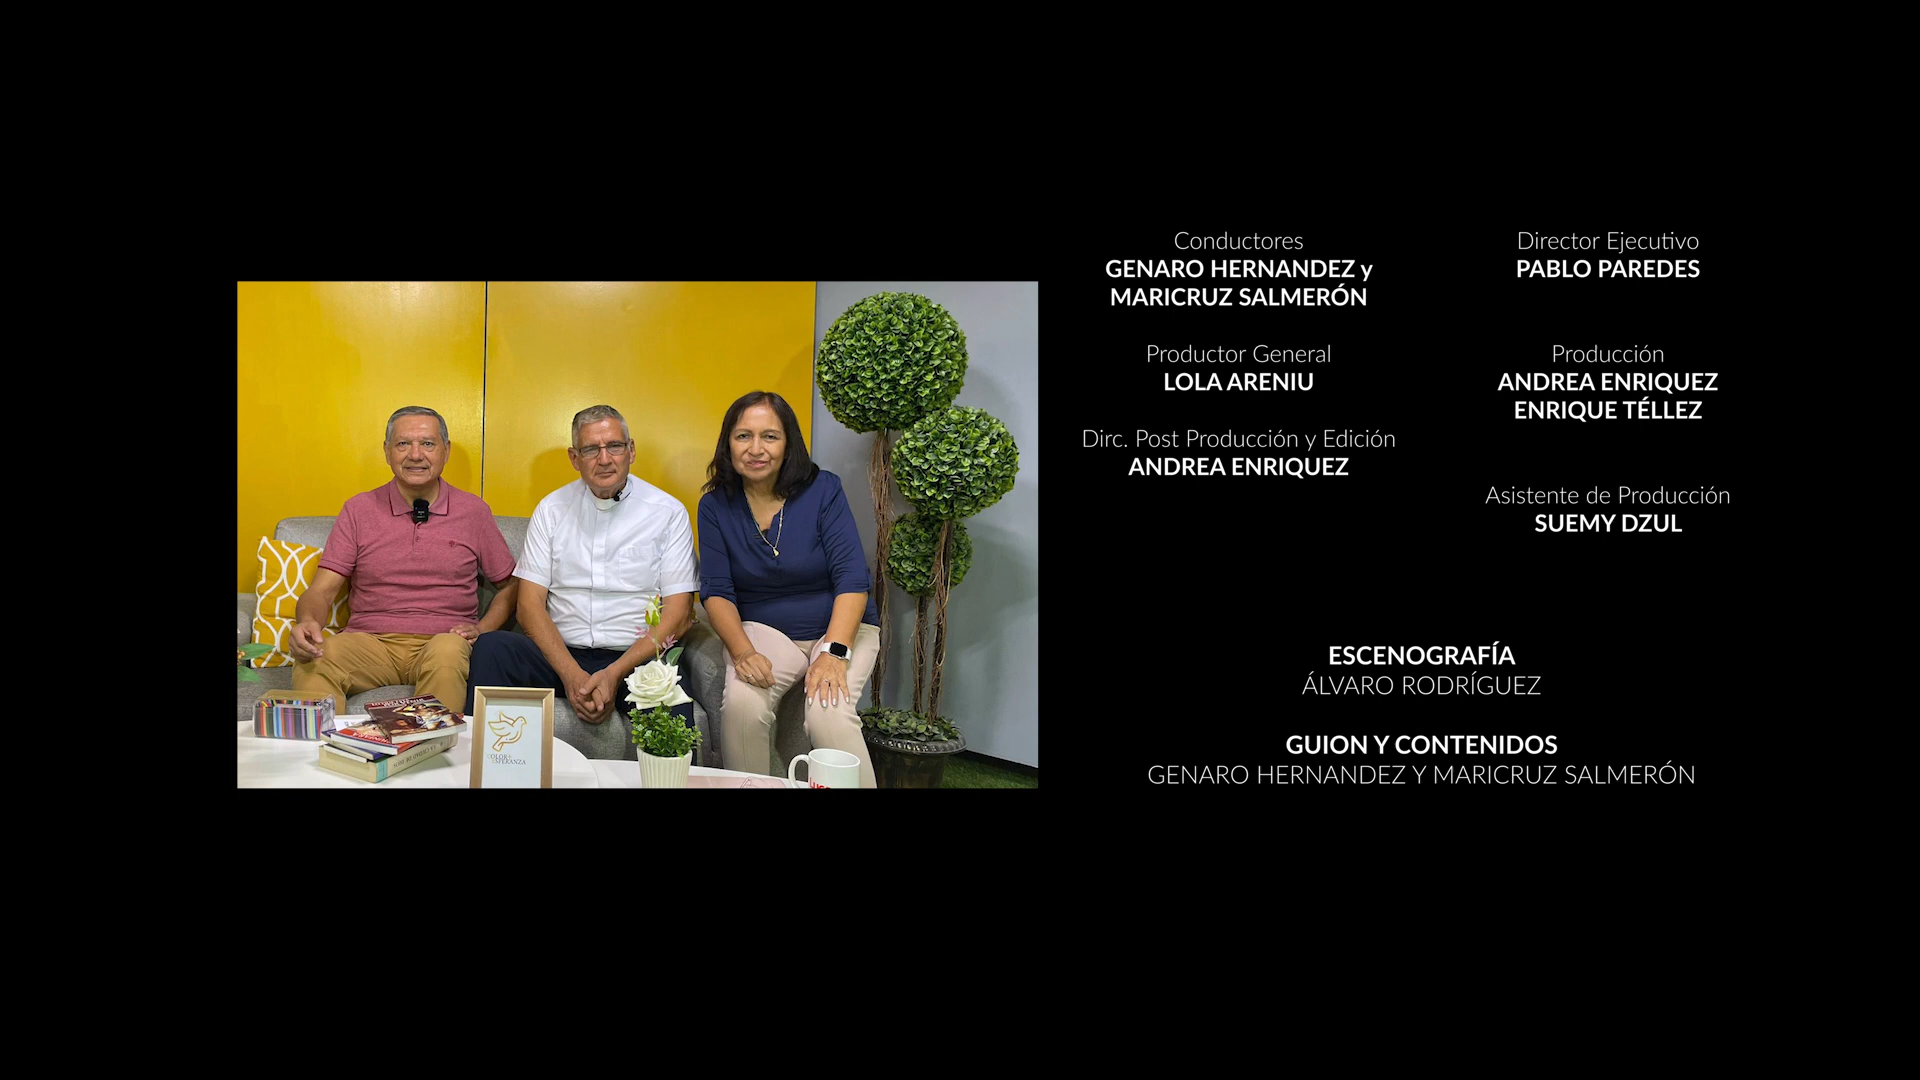 Conductores
GENARO HERNANDEZ y
MARICRUZ SALMERÓN
Productor General
LOLA ARENIU
Dirc. Post Producción y Edición
ANDREA ENRIQUEZ
Director Ejecutivo
PABLO PAREDES
Producción
ANDREA ENRIQUEZ
ENRIQUE TÉLLEZ
Asistente de Producción
SUEMY DZUL
ESCENOGRAFÍA
ÁLVARO RODRÍGUEZ
GUION Y CONTENIDOS
GENARO HERNANDEZ Y MARICRUZ SALMERÓN